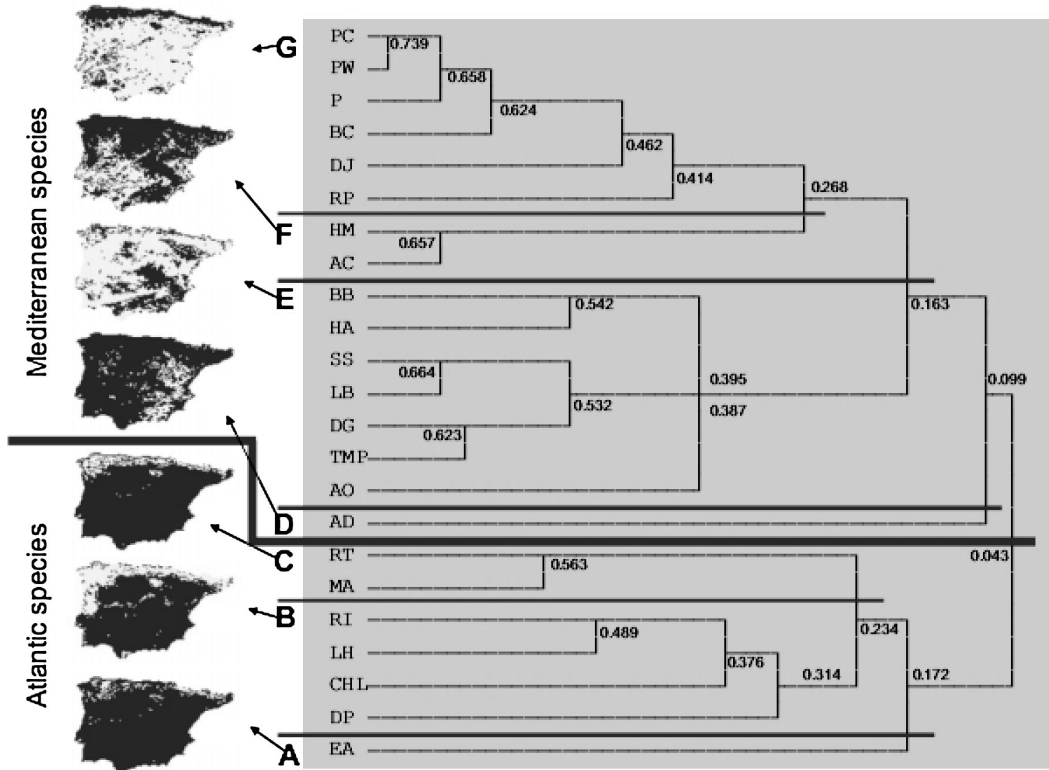 Mediterranean species
Atlantic species
G
F
E
D
C
B
A
PC
PW
P
BC
DJ
RP
HM
AC
BB
HA
SS
LB
DG
TMP
AO
AD
RT
MA
RI
LH
CHL
DP
EA
0.739
0.658
0.624
0.462
0.414
0.268
0.657
0.542
0.163
0.664
0.395
0.099
0.532
0.387
0.623
0.043
0.563
0.234
0.489
0.376
0.314
0.172